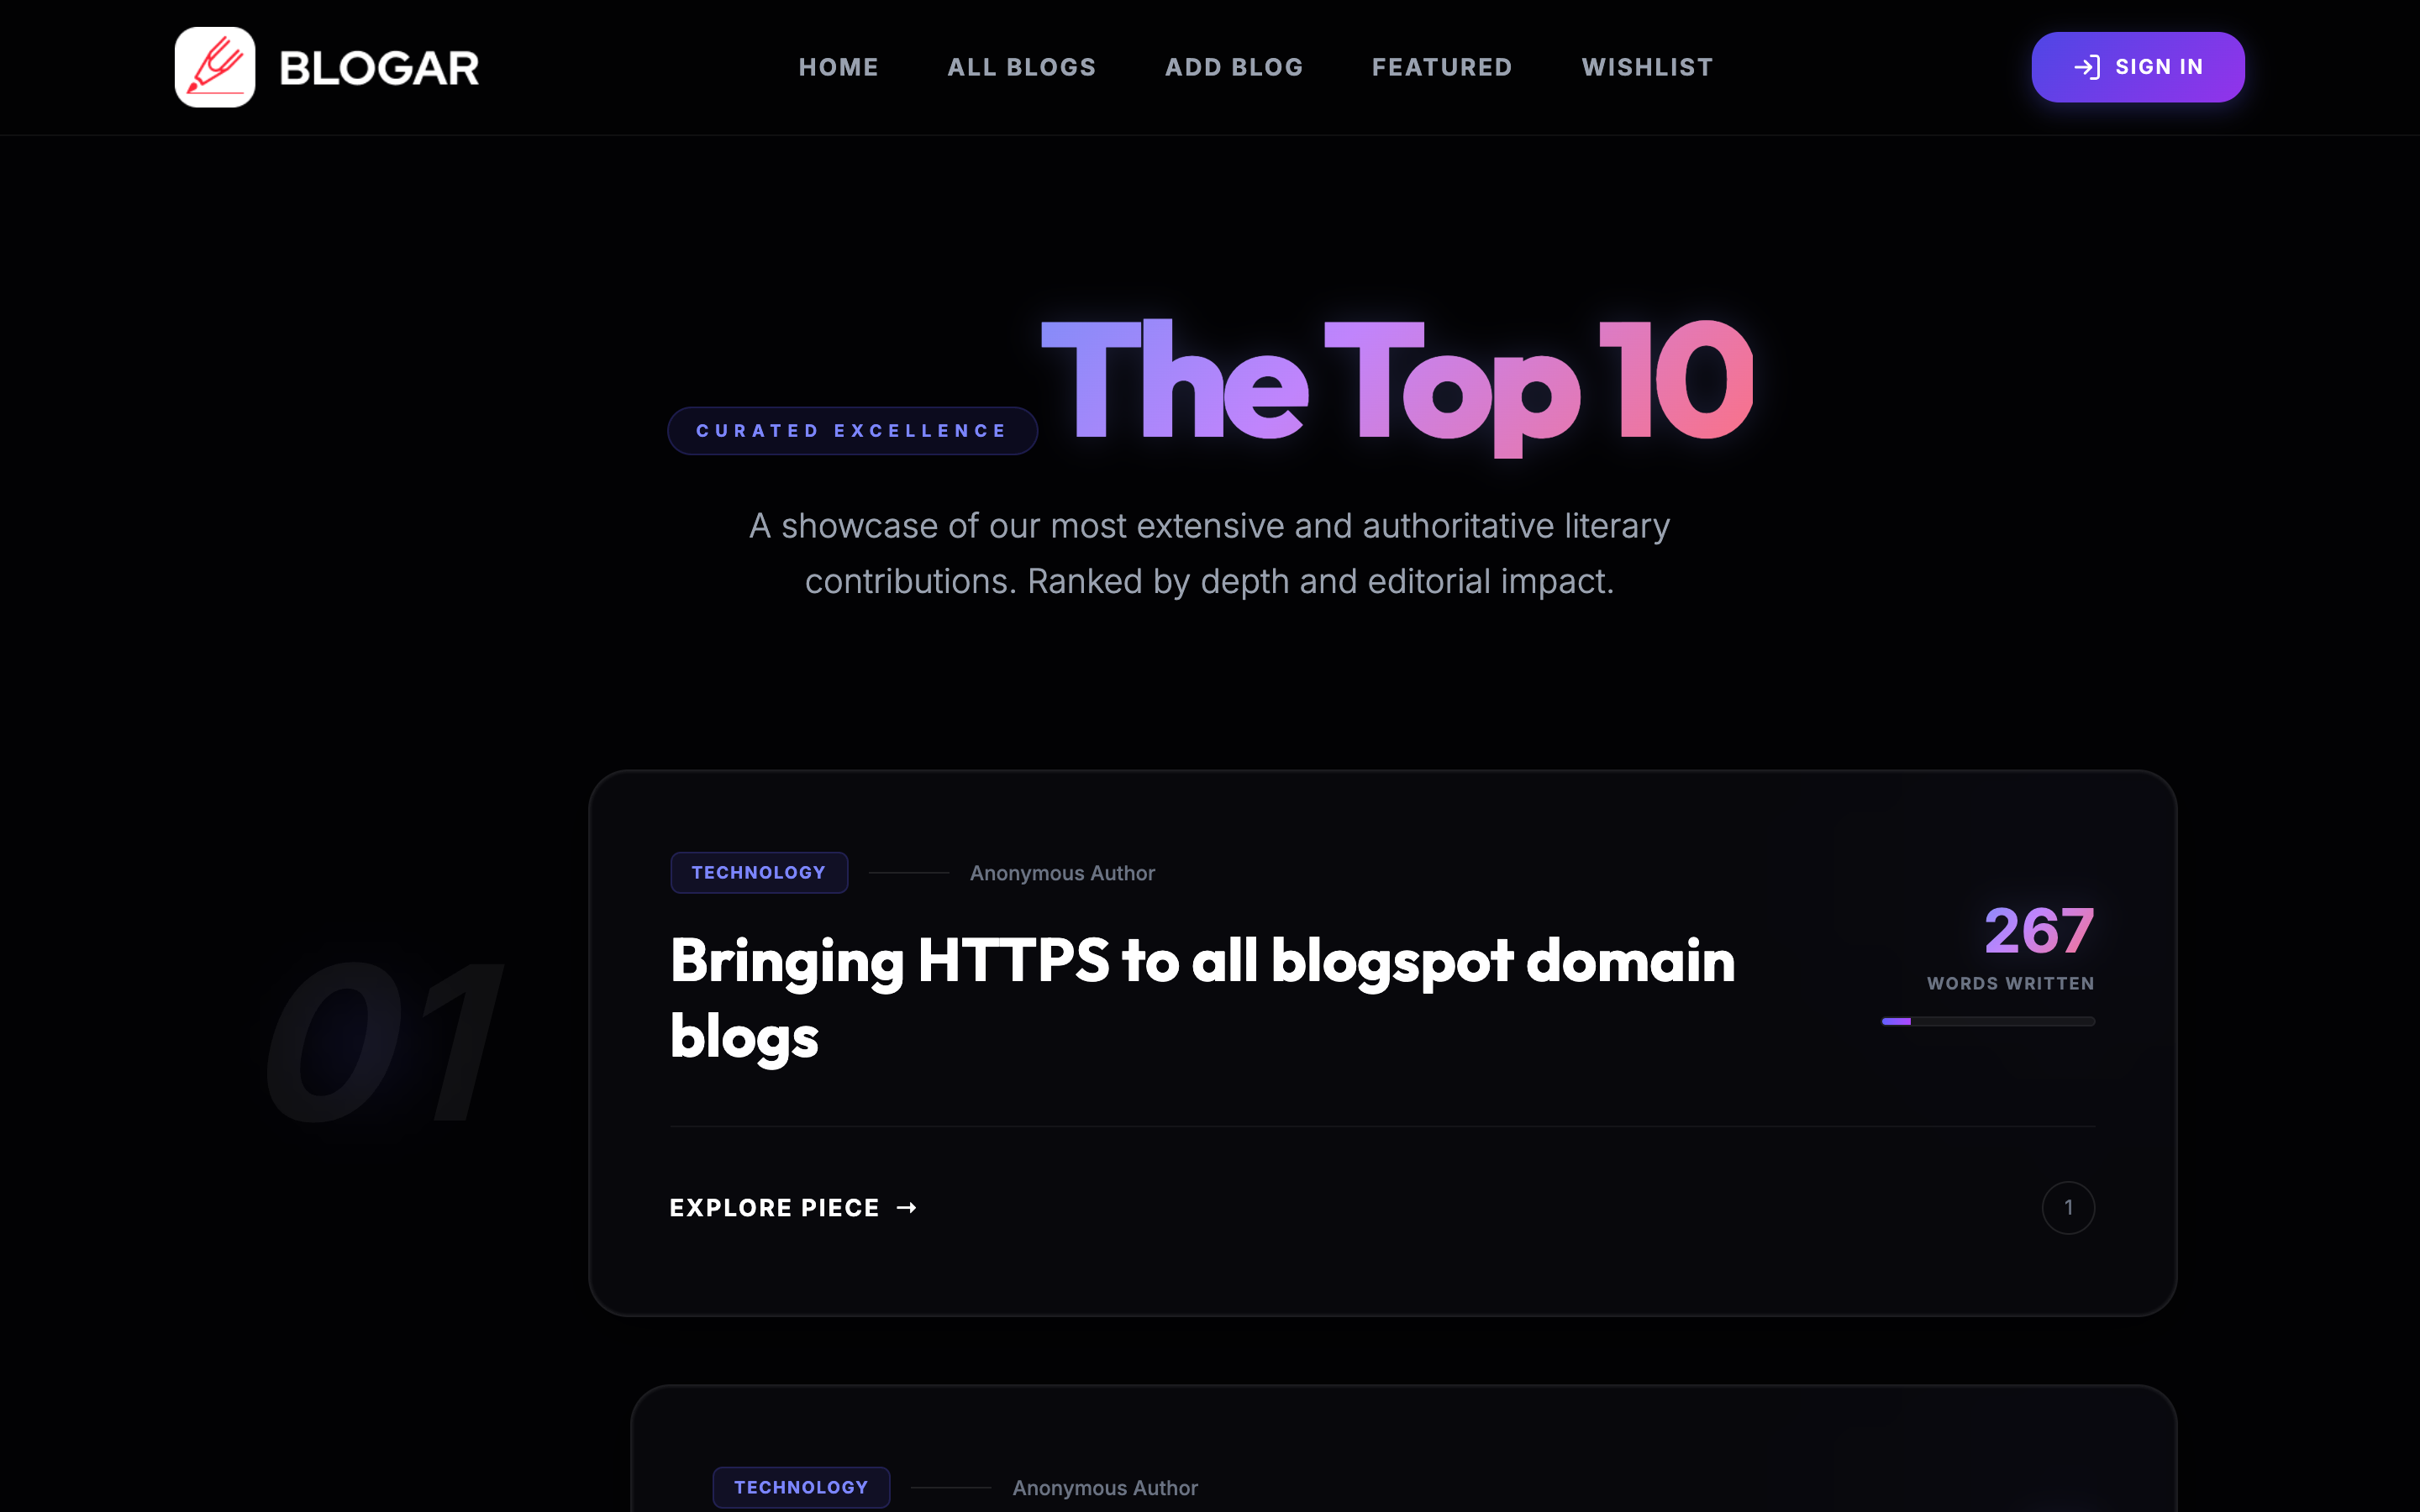 BLOGAR
HOME
ALL BLOGS
ADD BLOG
FEATURED
WISHLIST
SIGN IN
CURATED EXCELLENCE
The Top 10
A showcase of our most extensive and authoritative literary
contributions. Ranked by depth and editorial impact.
01
TECHNOLOGY
Anonymous Author
Bringing HTTPS to all blogspot domain
blogs
267
WORDS WRITTEN
EXPLORE PIECE →
1
TECHNOLOGY
Anonymous Author